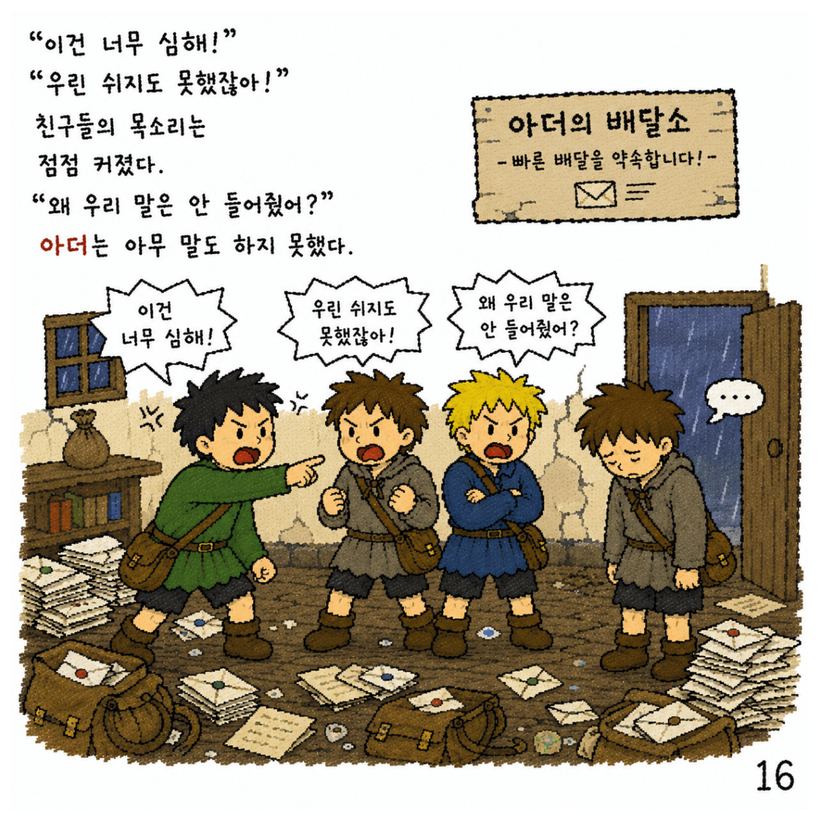 “이건 너무 심해!”
“우린 쉬지도 못했잖아!”
친구들의 목소리는
점점 커졌다.
“왜 우리 말은 안 들어줬어?”
아더는 아무 말도 하지 못했다.
아더의 배달소
- 빠른 배달을 약속합니다! -
이건
너무 심해!
우린 쉬지도
못했잖아!
왜 우리 말은
안 들어줬어?
...
16